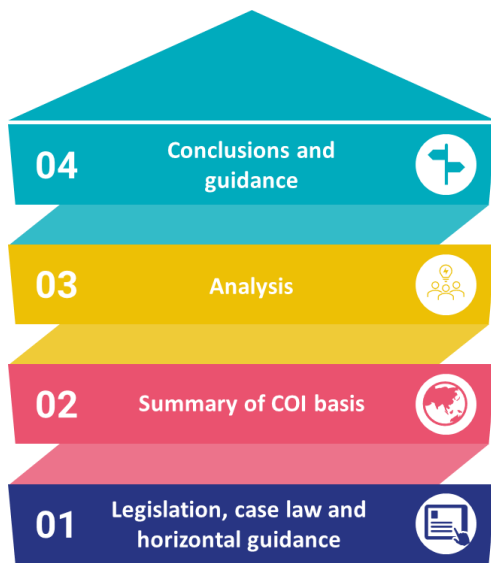 04
Conclusions and
guidance
03
Analysis
02
Summary of COI basis
01
Legislation, case law and
horizontal guidance